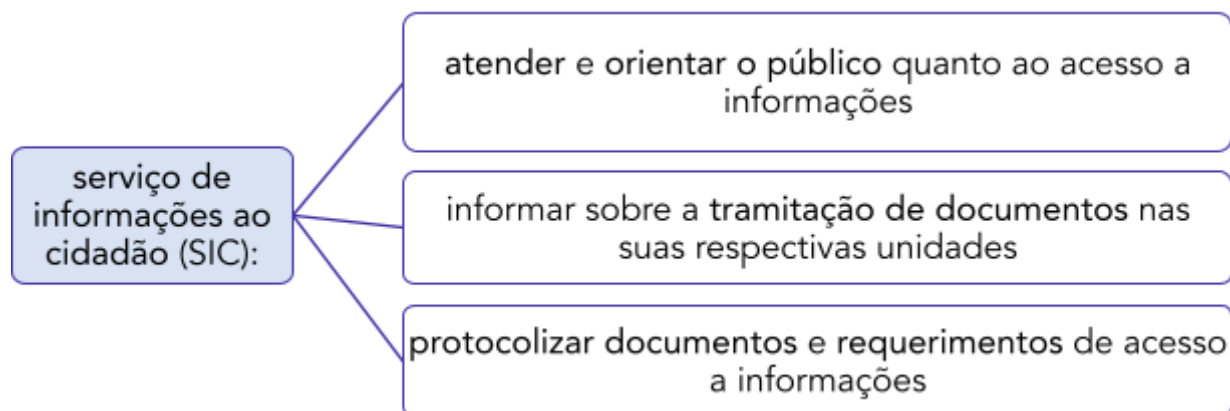 serviço de
informações ao
cidadão (SIC):
atender e orientar o público quanto ao acesso a
informações
informar sobre a tramitação de documentos nas
suas respectivas unidades
protocolizar documentos e requerimentos de acesso
a informações